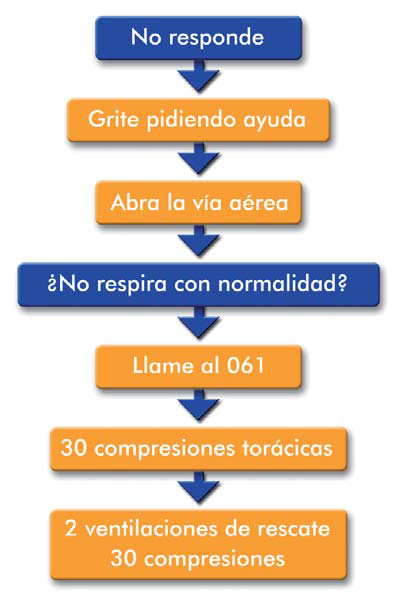 No responde
Grite pidiendo ayuda
Abra la vía aérea
¿No respira con normalidad?
Llame al 061
30 compresiones torácicas
2 ventilaciones de rescate
30 compresiones